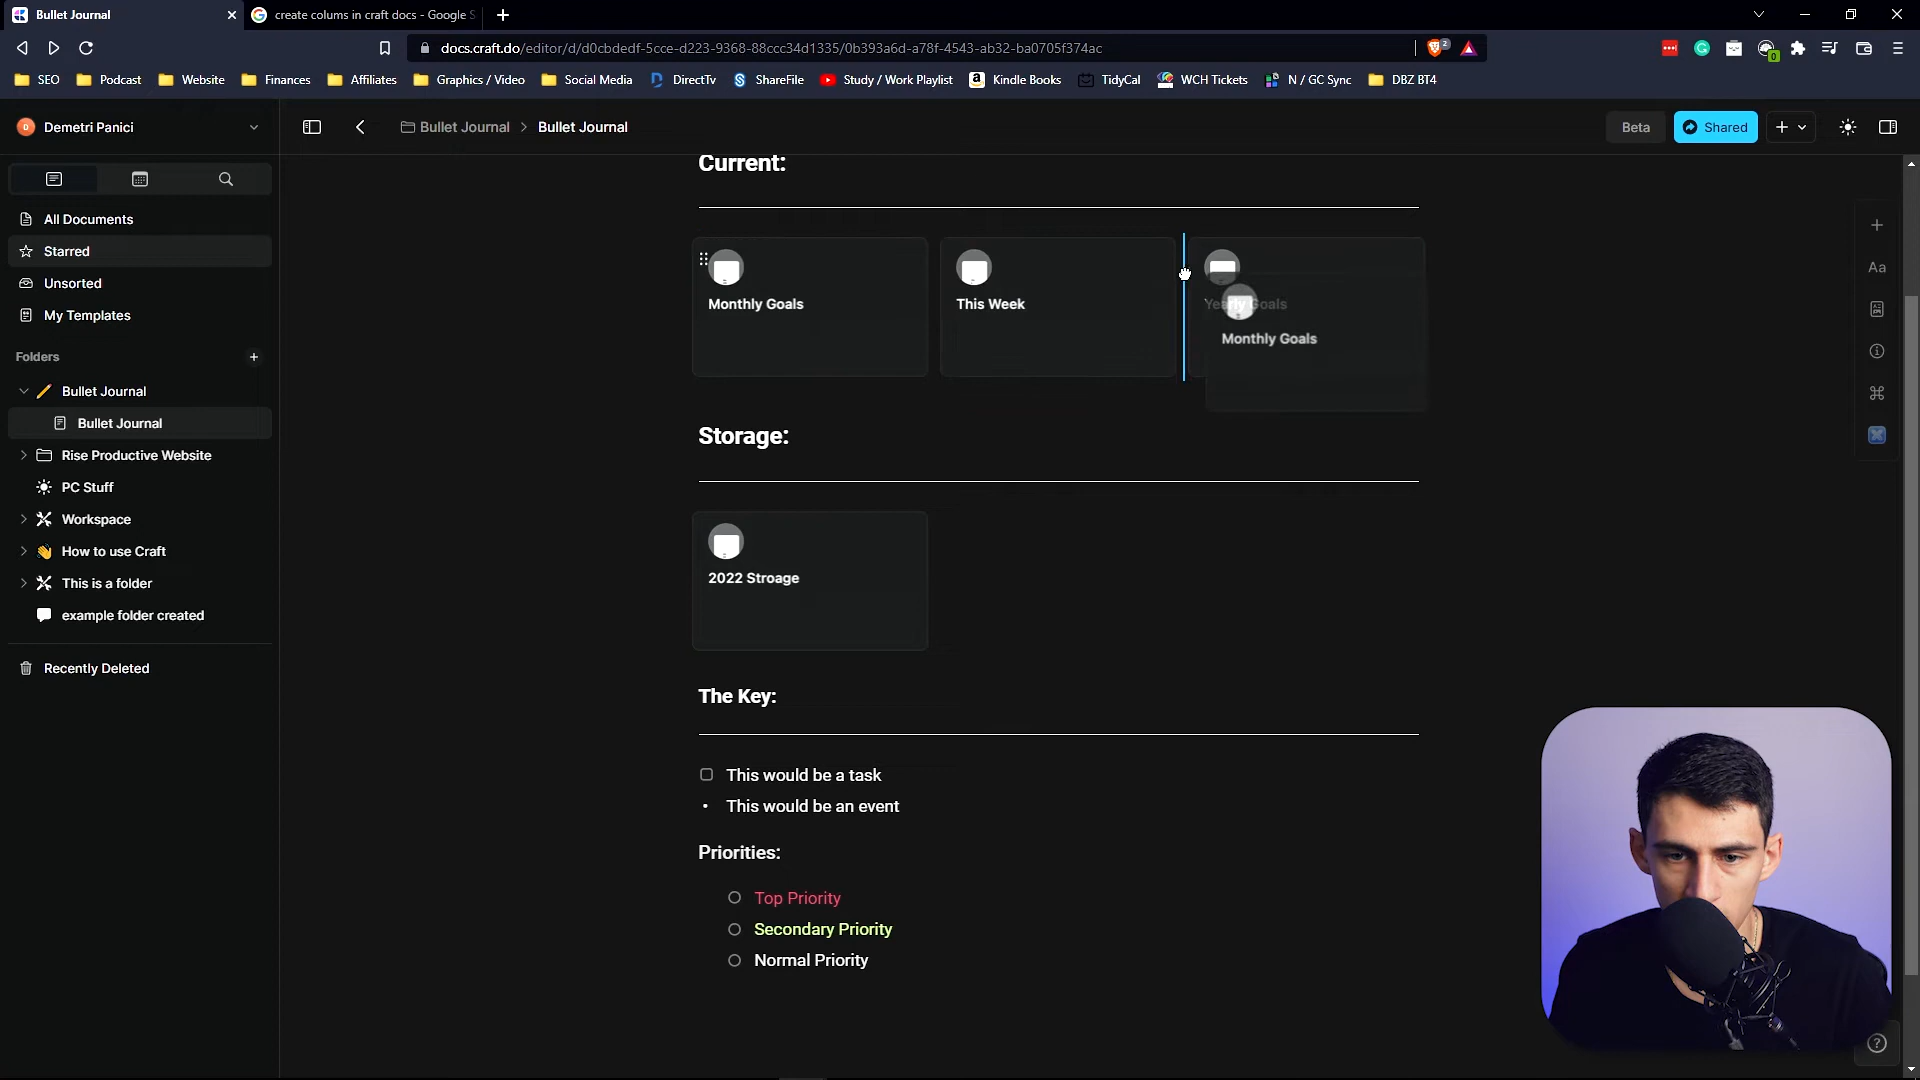 Bullet Journal
create colums in craft docs - Google S
docs.craft.do/editor/d/d0cbdedf-5cce-d223-9368-88ccc34d1335/0b393a6d-a78f-4543-ab32-ba0705f374ac
2
0
SEO
Podcast
Website
Finances
Affiliates
Graphics / Video
Social Media
DirectTv
ShareFile
Study / Work Playlist
Kindle Books
TidyCal
WCH Tickets
N / GC Sync
DBZ BT4
D
Demetri Panici
Bullet Journal
Bullet Journal
Beta
Shared
All Documents
Starred
Unsorted
My Templates
Folders
Bullet Journal
Bullet Journal
Rise Productive Website
PC Stuff
Workspace
How to use Craft
This is a folder
example folder created
Recently Deleted
Current:
Monthly Goals
This Week
Yearly Goals
Monthly Goals
Storage:
2022 Stroage
The Key:
This would be a task
This would be an event
Priorities:
Top Priority
Secondary Priority
Normal Priority
Aa